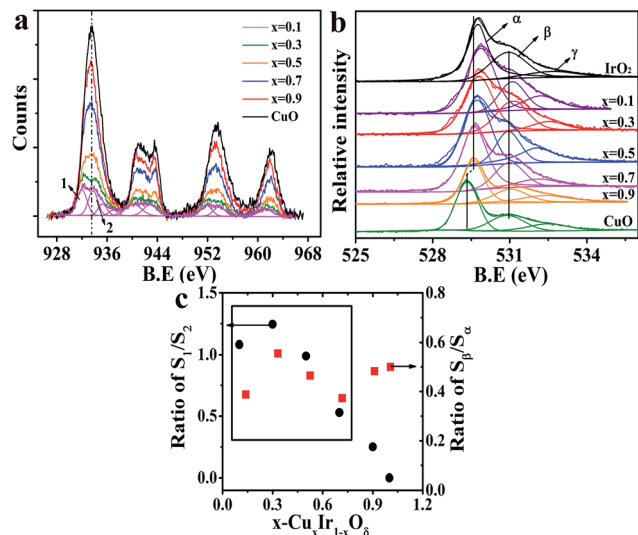 a
Counts
x=0.1
x=0.3
x=0.5
x=0.7
x=0.9
CuO
1
2
928 936 944 952 960 968
B.E (eV)
b
Relative intensity
α
β
γ
IrO₂
x=0.1
x=0.3
x=0.5
x=0.7
x=0.9
CuO
525 529 531 535
B.E (eV)
c
Ratio of S₁/S₂
1.5
1.0
0.5
0.0
Ratio of Sβ/Sα
0.8
0.6
0.4
0.2
0
0.0 0.3 0.6 0.9 1.2
x-CuₓIr₁₋ₓOδ